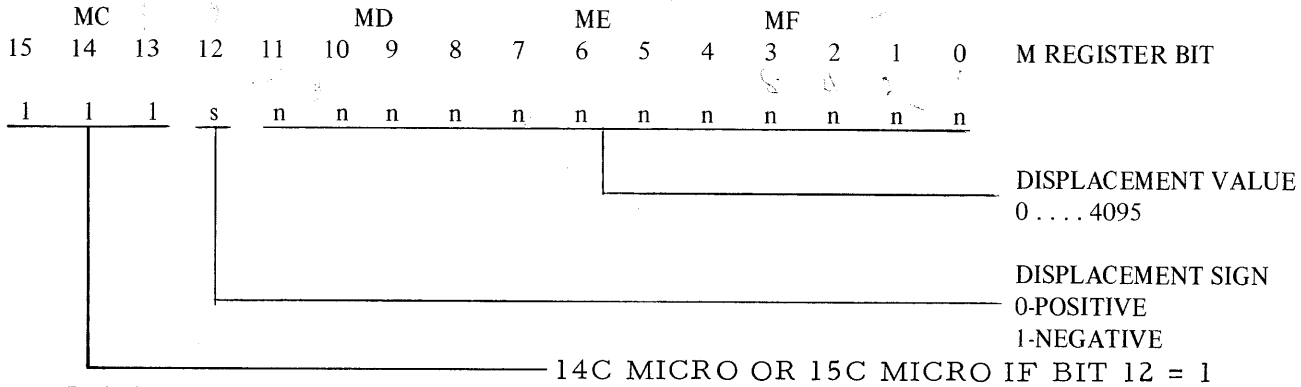 MC MD ME MF
15 14 13 12 11 10 9 8 7 6 5 4 3 2 1 0 M REGISTER BIT
1 1 1 s n n n n n n n n n n n n
DISPLACEMENT VALUE
0 .... 4095
DISPLACEMENT SIGN
0-POSITIVE
1-NEGATIVE
14C MICRO OR 15C MICRO IF BIT 12 = 1